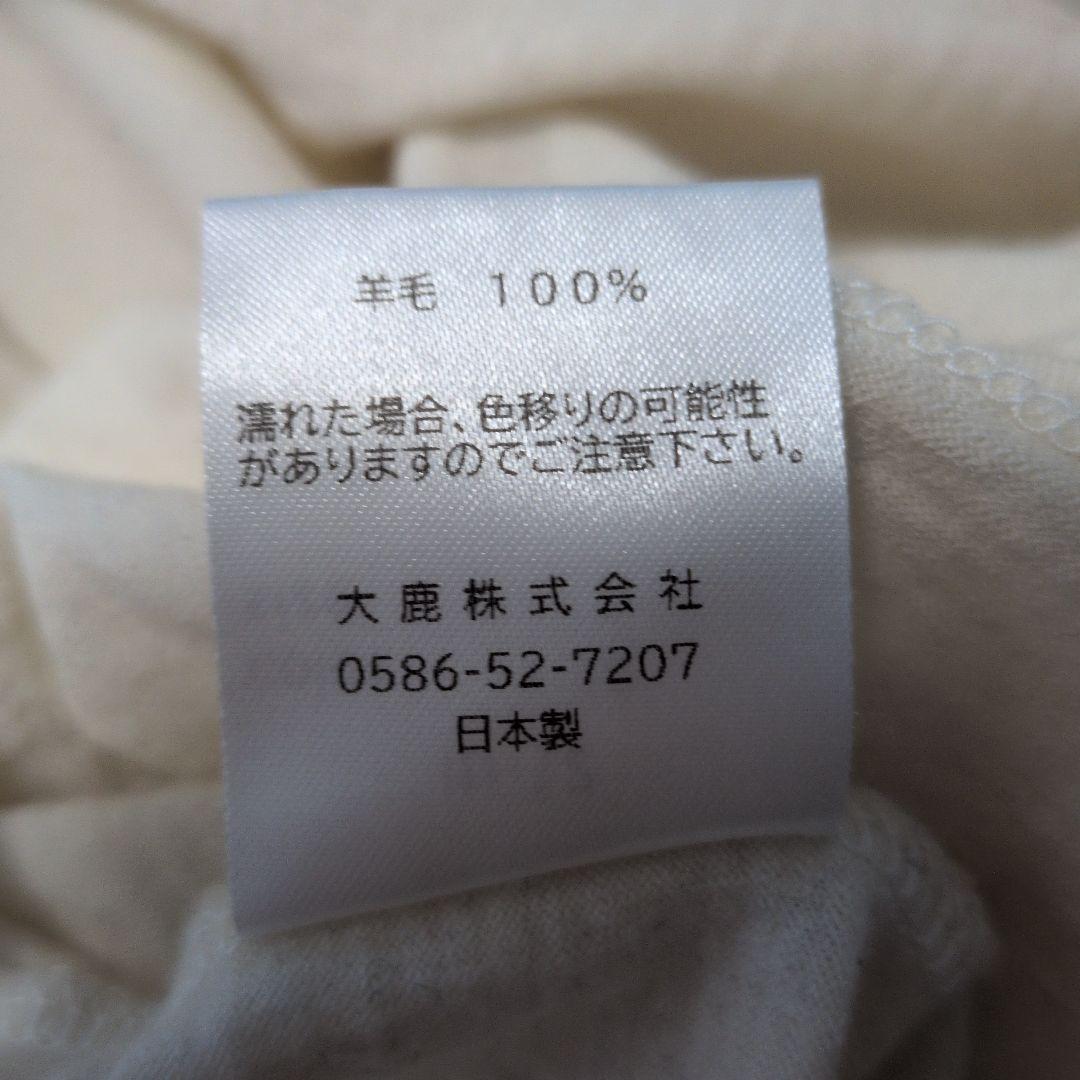 羊毛　１００％
濡れた場合、色移りの可能性
がありますのでご注意下さい。
大鹿株式会社
0586-52-7207
日本製